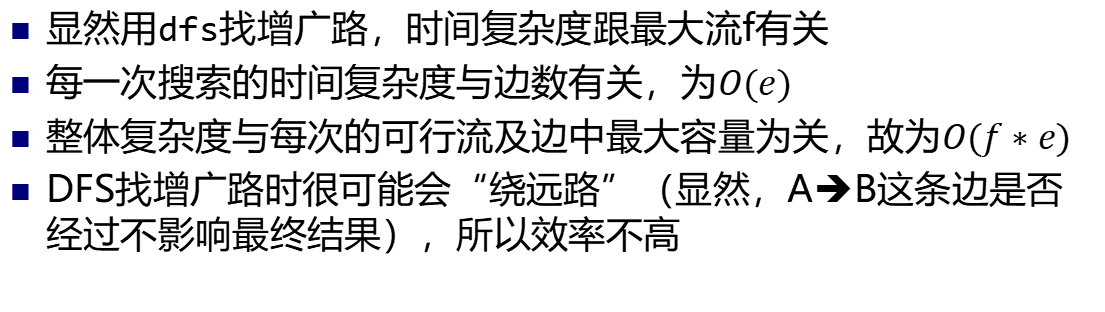 ■ 显然用dfs找增广路，时间复杂度跟最大流f有关
■ 每一次搜索的时间复杂度与边数有关，为O(e)
■ 整体复杂度与每次的可行流及边中最大容量为关，故为O(f * e)
■ DFS找增广路时很可能会“绕远路”（显然，A➔B这条边是否
经过不影响最终结果），所以效率不高